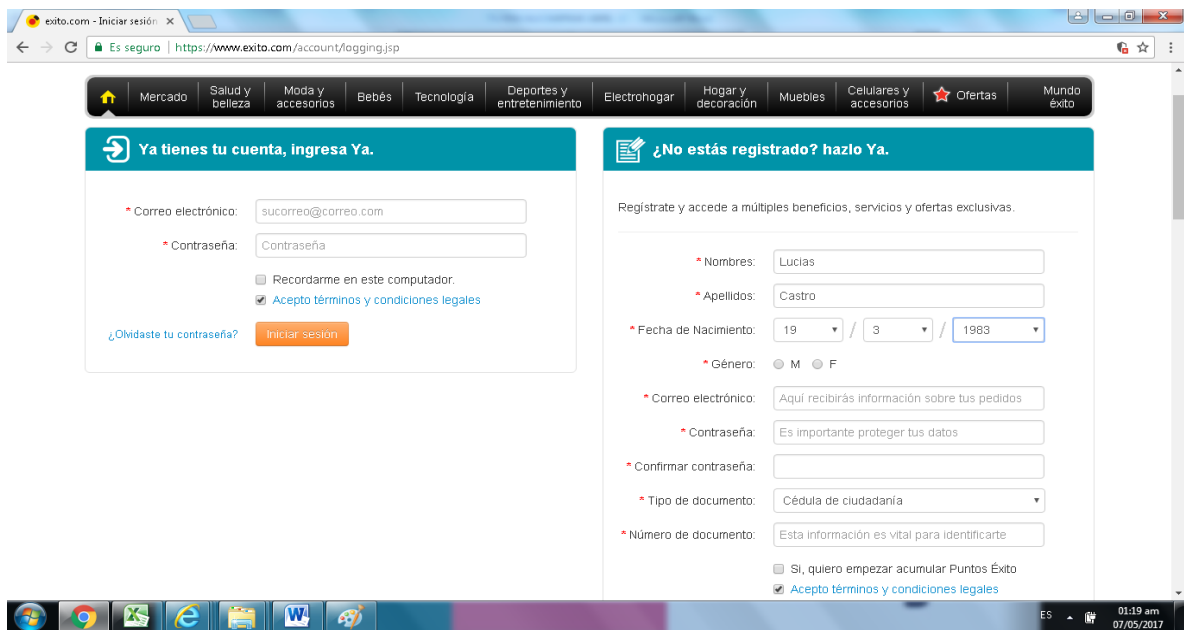 exito.com - Iniciar sesión
Es seguro | https://www.exito.com/account/logging.jsp
Mercado Salud y belleza Moda y accesorios Bebés Tecnología Deportes y entretenimiento Electrohogar Hogar y decoración Muebles Celulares y accesorios Ofertas Mundo éxito
Ya tienes tu cuenta, ingresa Ya.
* Correo electrónico: sucorreo@correo.com
* Contraseña: Contraseña
Recordarme en este computador.
Acepto términos y condiciones legales
¿Olvidaste tu contraseña? Iniciar sesión
¿No estás registrado? hazlo Ya.
Regístrate y accede a múltiples beneficios, servicios y ofertas exclusivas.
* Nombres: Lucias
* Apellidos: Castro
* Fecha de Nacimiento: 19 / 3 / 1983
* Género: M F
* Correo electrónico: Aquí recibirás información sobre tus pedidos
* Contraseña: Es importante proteger tus datos
* Confirmar contraseña:
* Tipo de documento: Cédula de ciudadanía
* Número de documento: Esta información es vital para identificarte
Si, quiero empezar acumular Puntos Éxito
Acepto términos y condiciones legales
ES 01:19 am
07/05/2017